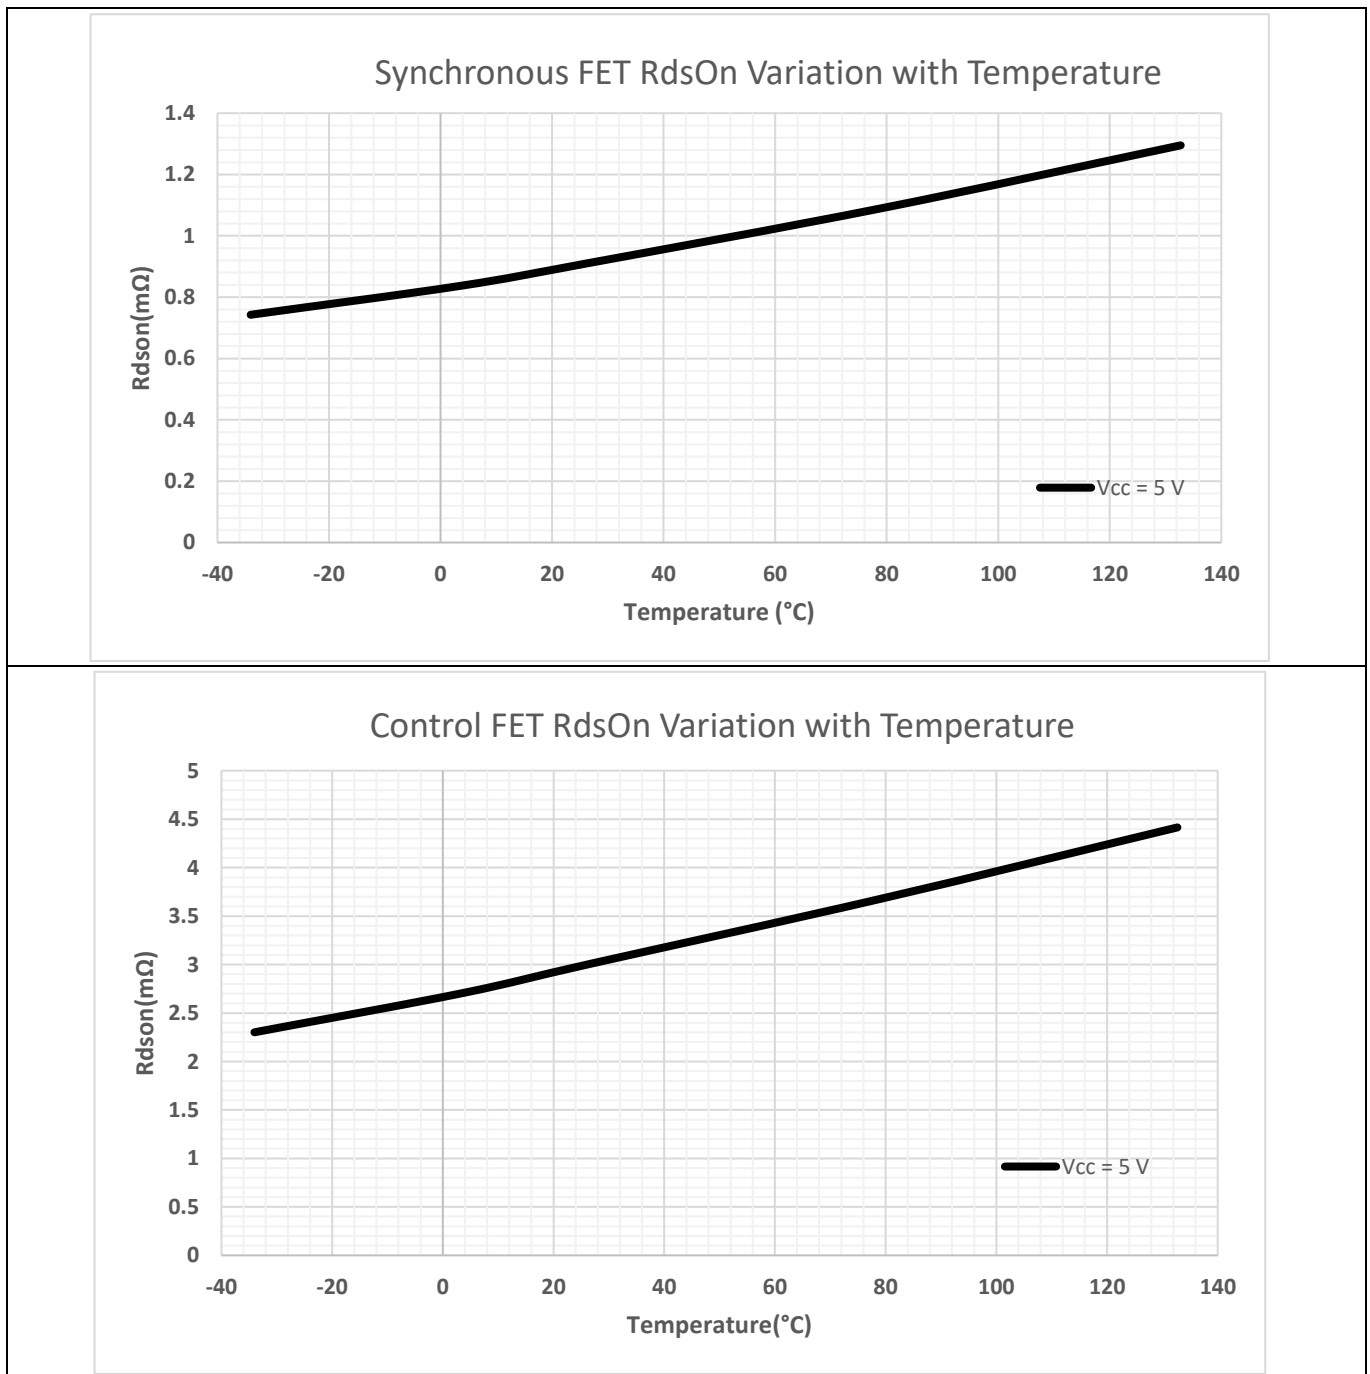 Synchronous FET RdsOn Variation with Temperature
1.4
1.2
1
0.8
0.6
0.4
0.2
0
Rdson(mΩ)
Vcc = 5 V
-40 -20 0 20 40 60 80 100 120 140
Temperature (°C)
Control FET RdsOn Variation with Temperature
5
4.5
4
3.5
3
2.5
2
1.5
1
0.5
0
Rdson(mΩ)
Vcc = 5 V
-40 -20 0 20 40 60 80 100 120 140
Temperature(°C)